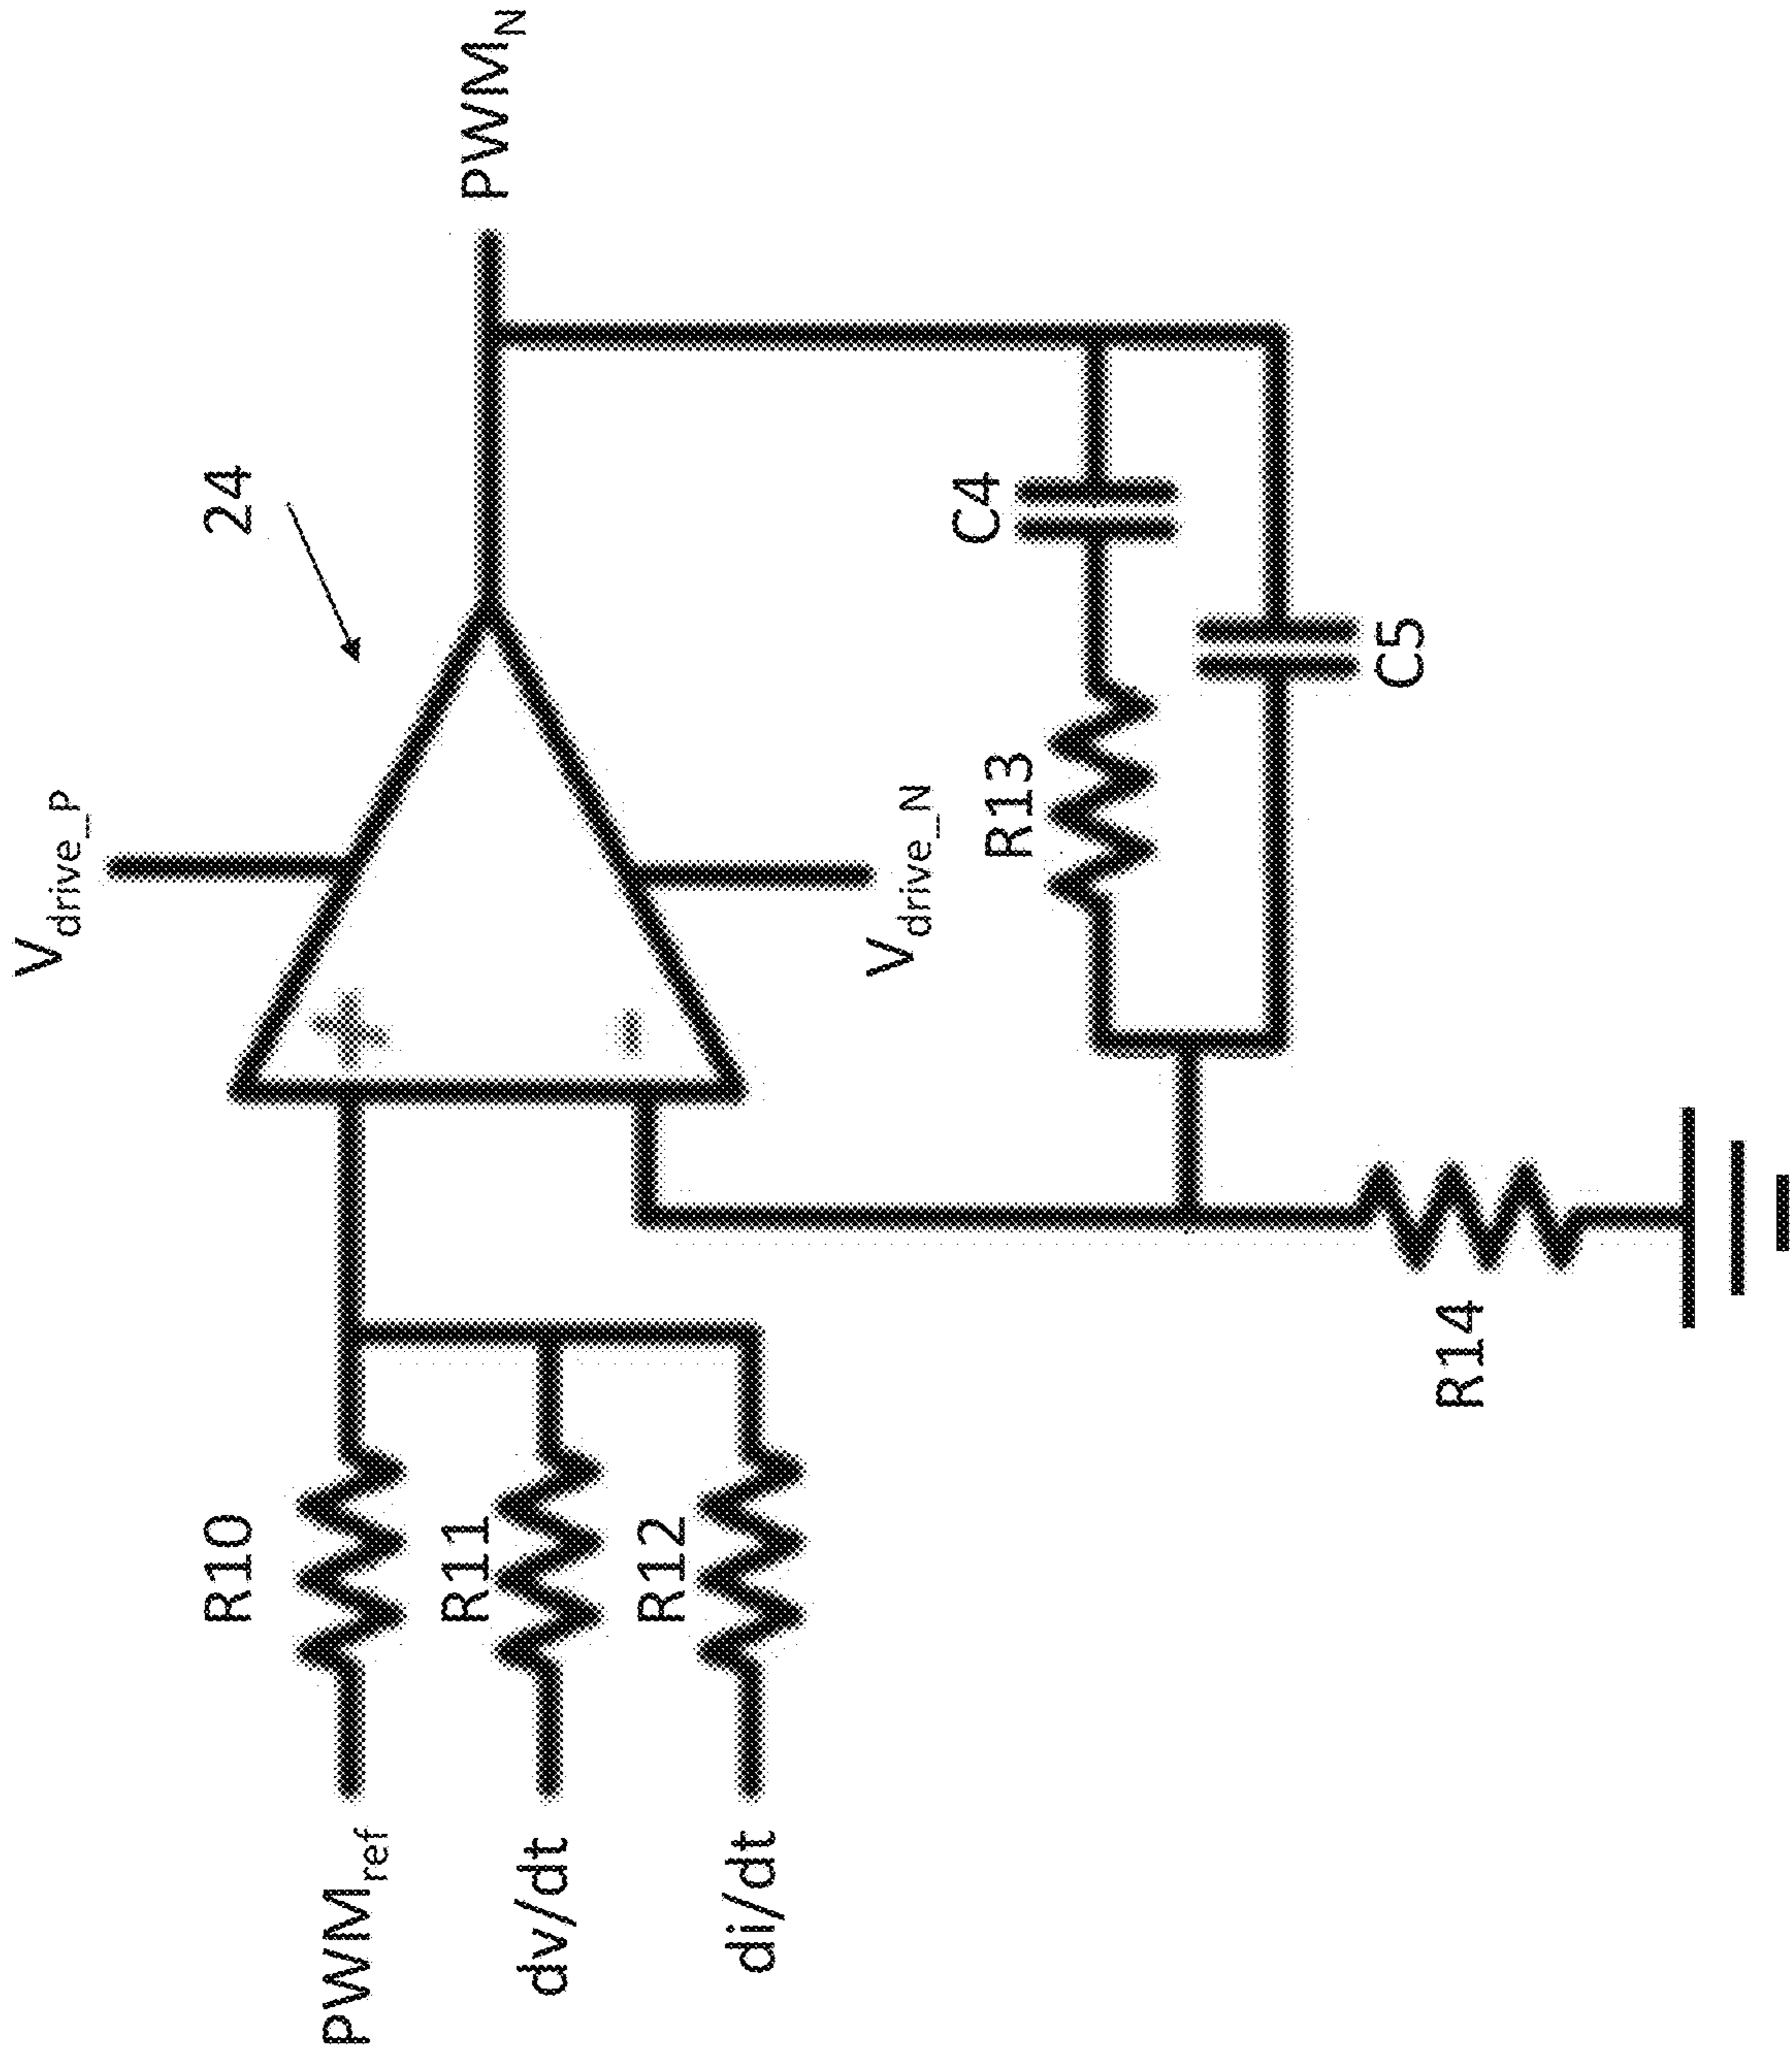 V_drive_P
24
+
-
PWM_N
V_drive_N
R10
PWM_ref
R11
dv/dt
R12
di/dt
C4
R13
C5
R14